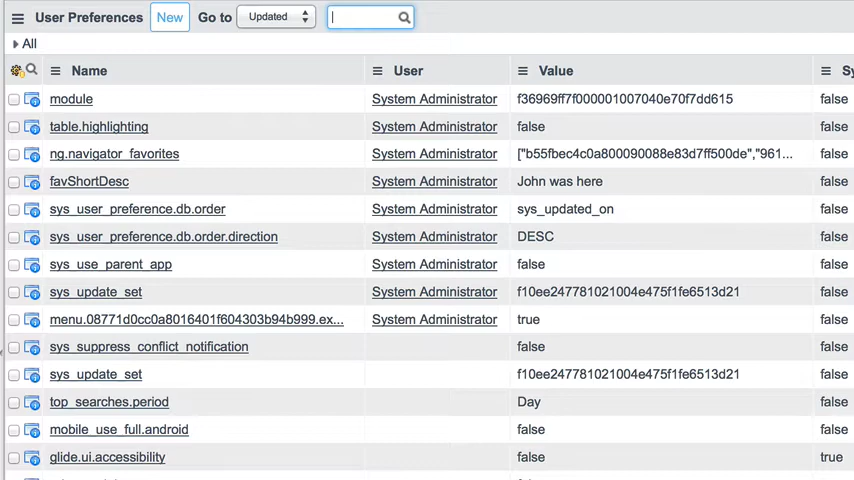 User Preferences New Go to Updated
All
Name User Value Sy
module System Administrator f36969ff7f000001007040e70f7dd615 false
table.highlighting System Administrator false false
ng.navigator_favorites System Administrator ["b55fbec4c0a800090088e83d7ff500de","961... false
favShortDesc System Administrator John was here false
sys_user_preference.db.order System Administrator sys_updated_on false
sys_user_preference.db.order.direction System Administrator DESC false
sys_use_parent_app System Administrator false false
sys_update_set System Administrator f10ee247781021004e475f1fe6513d21 false
menu.08771d0cc0a8016401f604303b94b999.ex... System Administrator true false
sys_suppress_conflict_notification false false
sys_update_set f10ee247781021004e475f1fe6513d21 false
top_searches.period Day false
mobile_use_full.android false false
glide.ui.accessibility false true